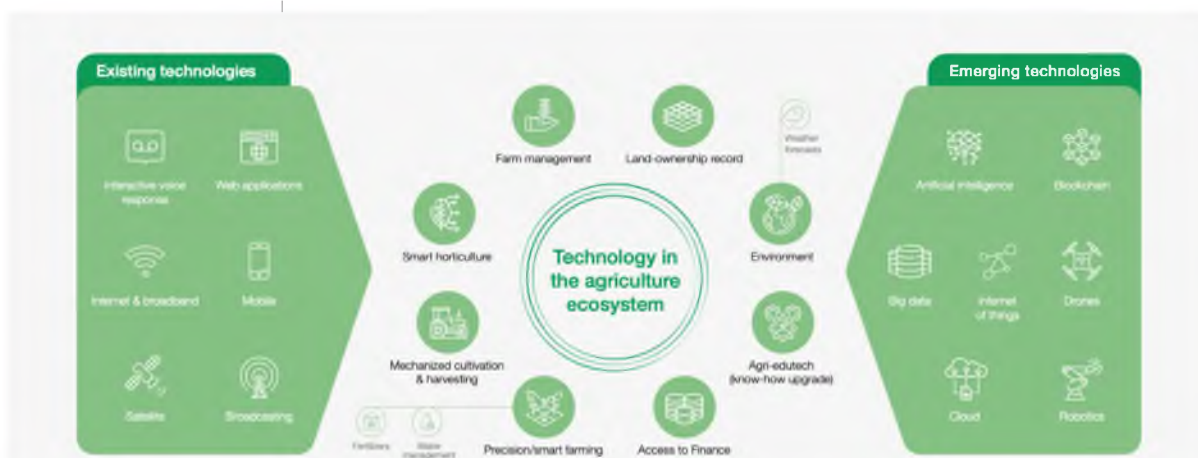 Existing technologies
Interactive voice
response
Web applications
Internet & broadband
Mobile
Satellite
Broadcasting
Farm management
Land-ownership record
Weather
forecasts
Smart horticulture
Technology in
the agriculture
ecosystem
Environment
Mechanized cultivation
& harvesting
Agri-edutech
(know-how upgrade)
Fertilizers
Water
management
Precision/smart farming
Access to Finance
Emerging technologies
Artificial intelligence
Blockchain
Big data
Internet
of things
Drones
Cloud
Robotics